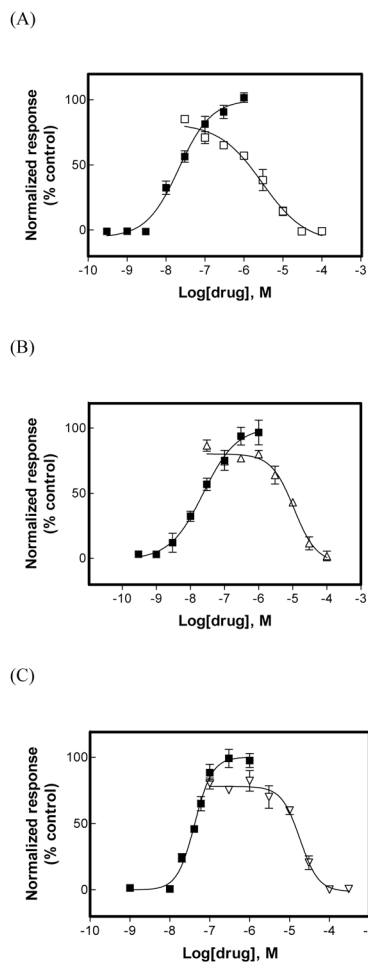 (A)
Normalized response
(% control)
100
50
0
-10 -9 -8 -7 -6 -5 -4 -3
Log[drug], M
(B)
Normalized response
(% control)
100
50
0
-10 -9 -8 -7 -6 -5 -4 -3
Log[drug], M
(C)
Normalized response
(% control)
100
50
0
-10 -9 -8 -7 -6 -5 -4 -3
Log[drug], M